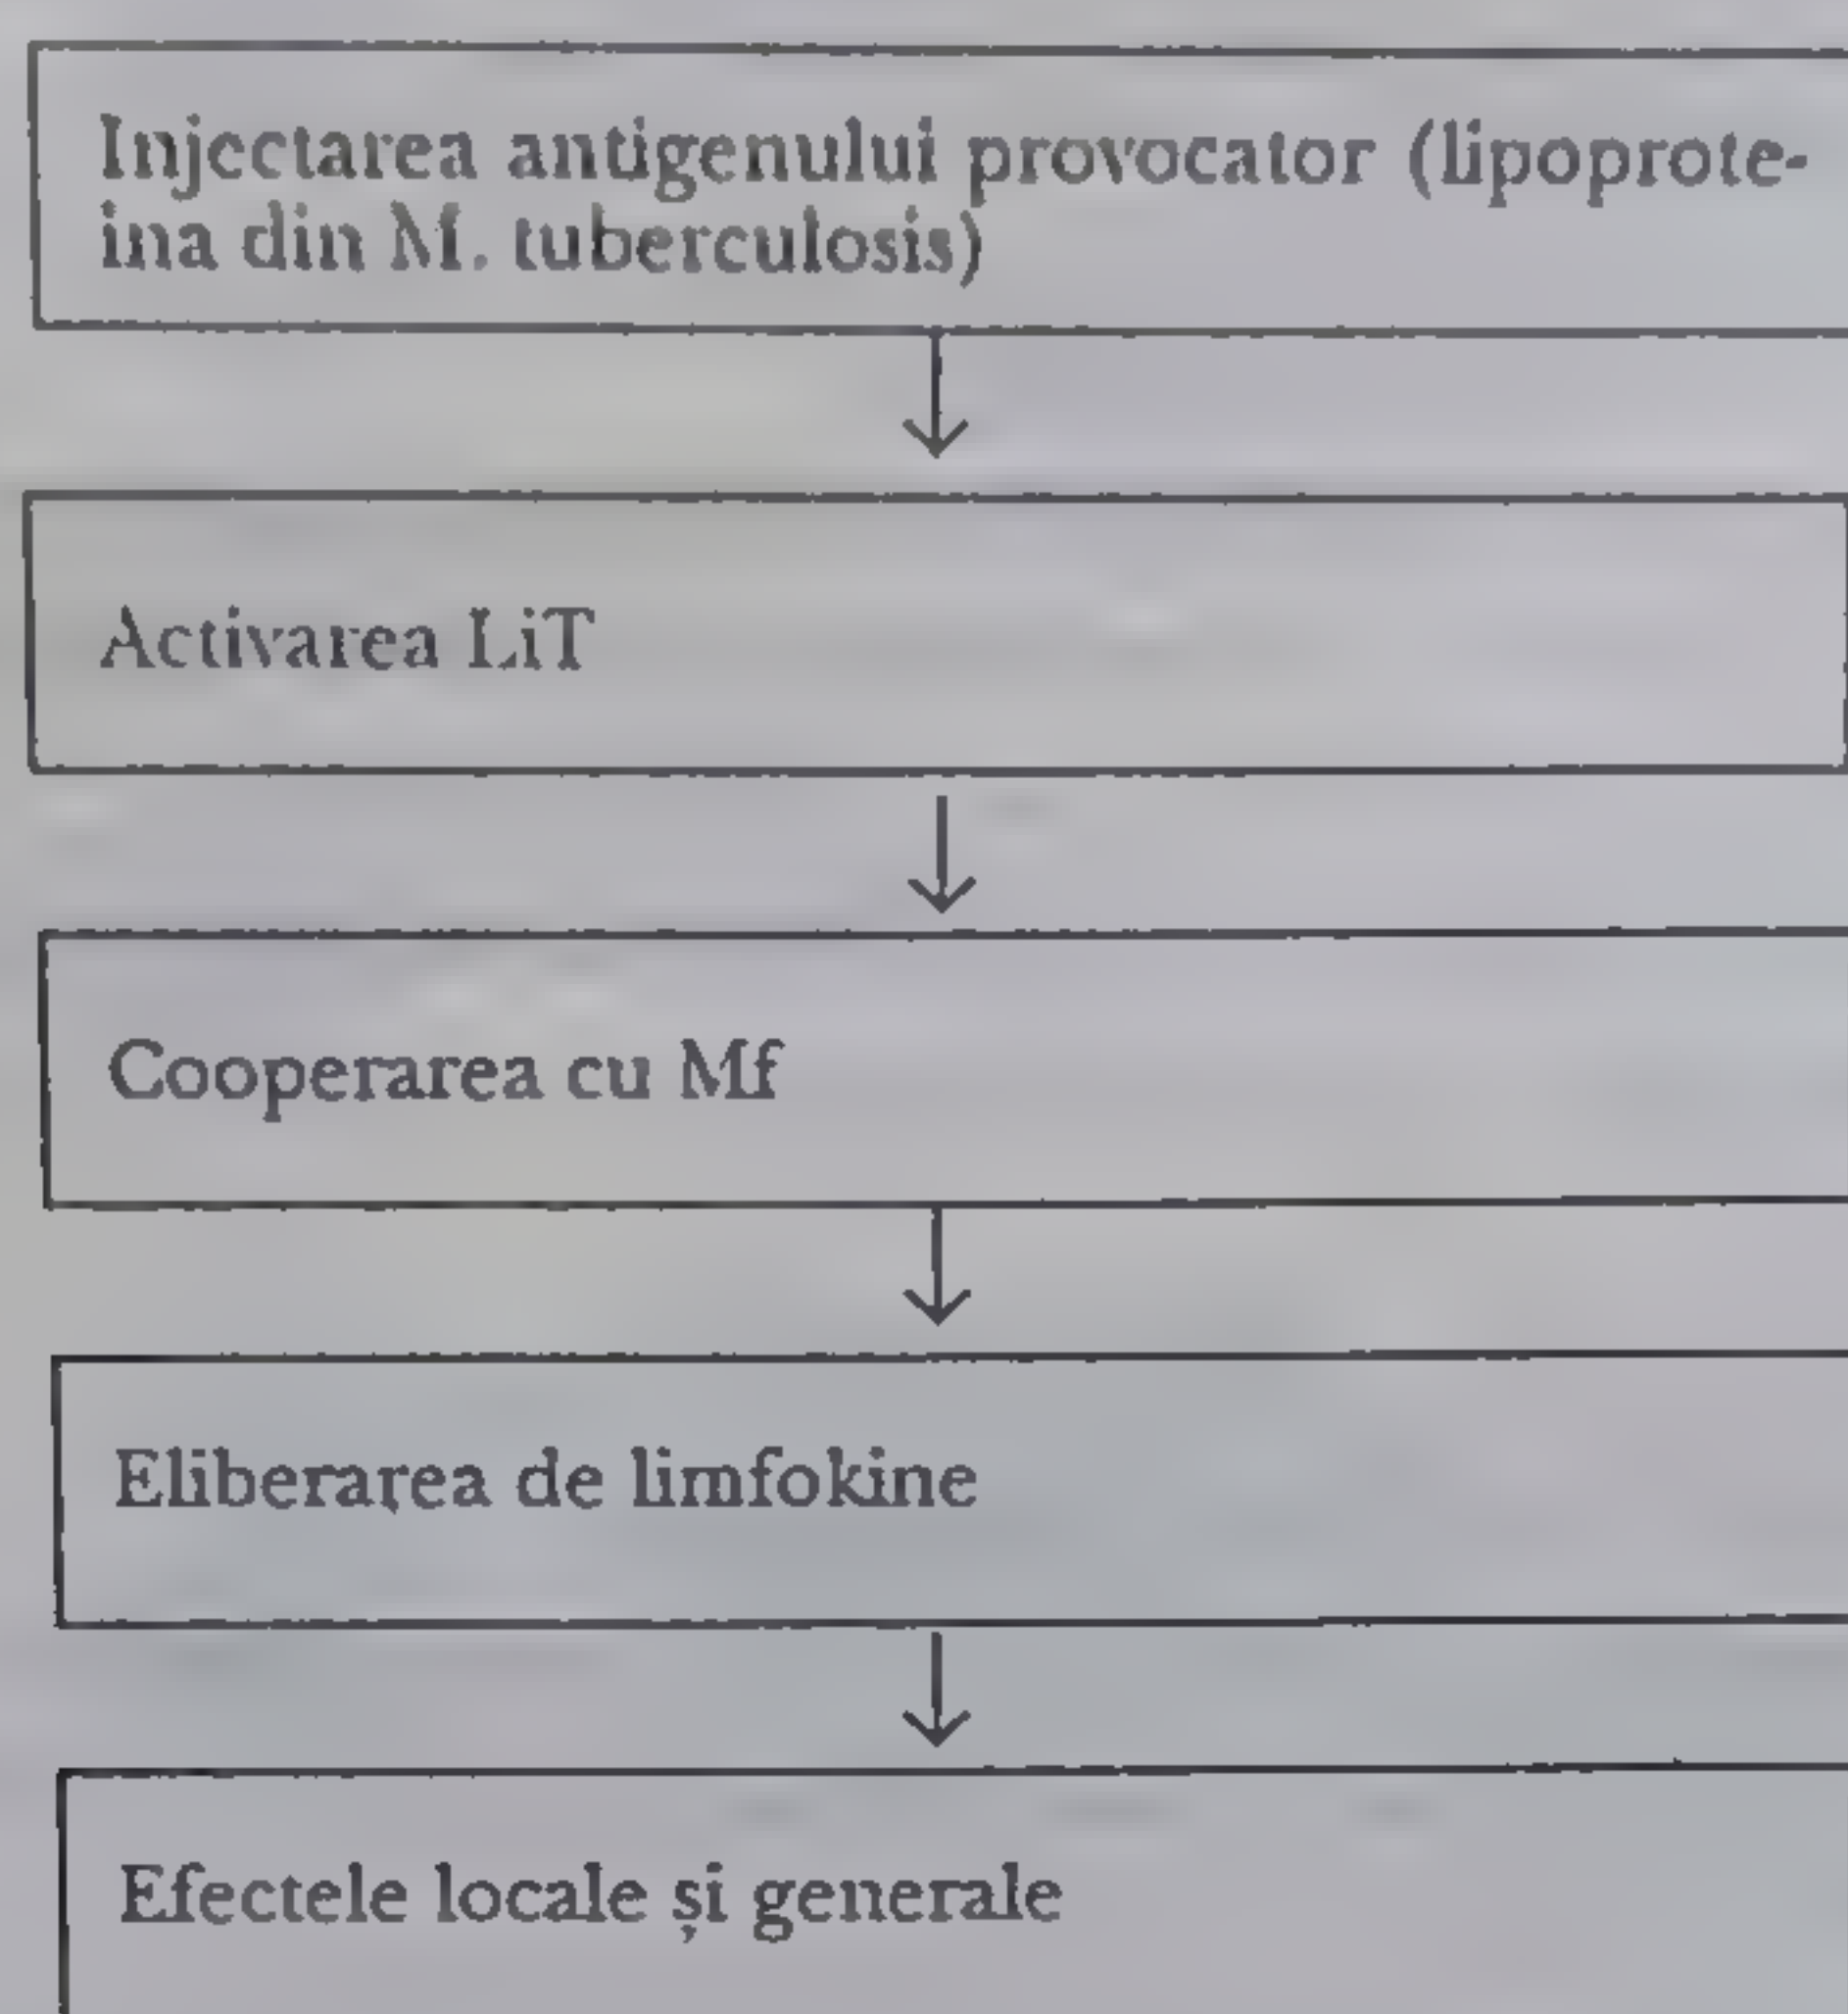 Injectarea antigenului provocator (lipoprote-
ina din M. tuberculosis)
Activarea LiT
Cooperarea cu Mf
Eliberarea de limfokine
Efectele locale și generale